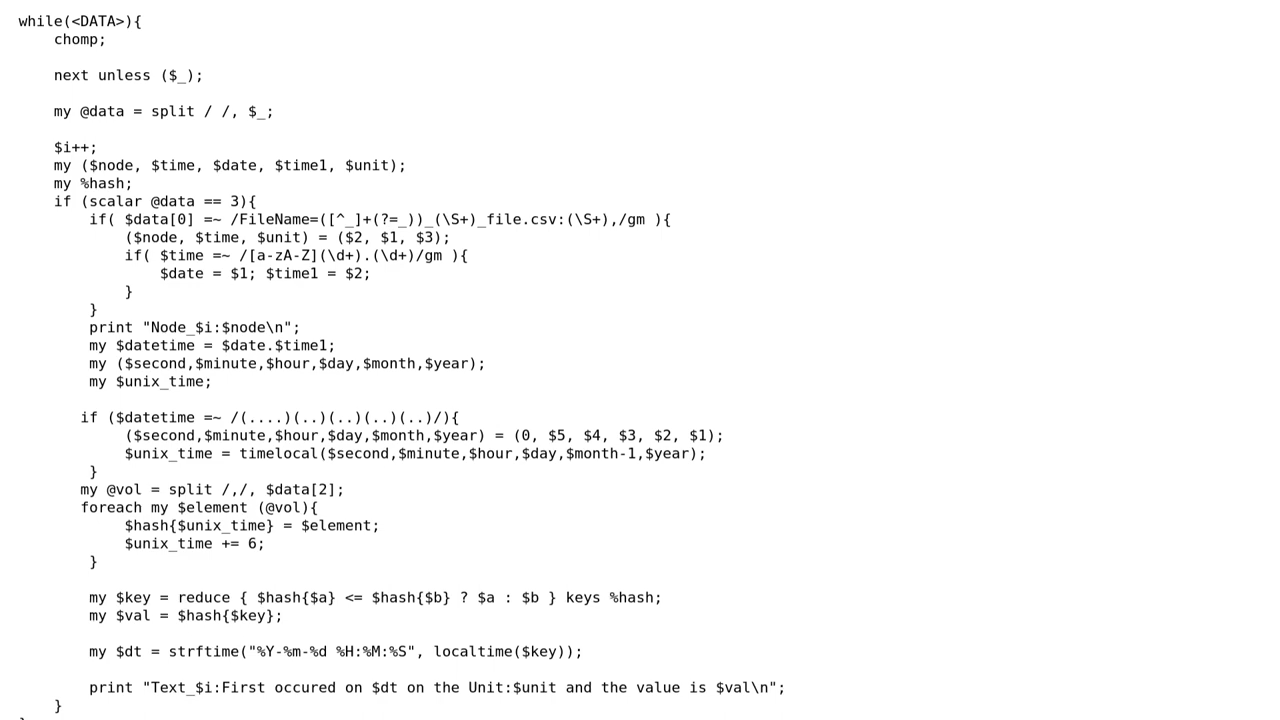 while(<DATA>){
    chomp;

    next unless ($_);

    my @data = split / /, $_;

    $i++;
    my ($node, $time, $date, $time1, $unit);
    my %hash;
    if (scalar @data == 3){
        if( $data[0] =~ /FileName=([^_]+(?=_))_(\S+)_file.csv:(\S+),/gm ){
            ($node, $time, $unit) = ($2, $1, $3);
            if( $time =~ /[a-zA-Z](\d+).(\d+)/gm ){
                $date = $1; $time1 = $2;
            }
        }
        print "Node_$i:$node\n";
        my $datetime = $date.$time1;
        my ($second,$minute,$hour,$day,$month,$year);
        my $unix_time;

       if ($datetime =~ /(....)(..)(..)(..)(..)/){
            ($second,$minute,$hour,$day,$month,$year) = (0, $5, $4, $3, $2, $1);
            $unix_time = timelocal($second,$minute,$hour,$day,$month-1,$year);
        }
       my @vol = split /,/, $data[2];
       foreach my $element (@vol){
            $hash{$unix_time} = $element;
            $unix_time += 6;
        }

        my $key = reduce { $hash{$a} <= $hash{$b} ? $a : $b } keys %hash;
        my $val = $hash{$key};

        my $dt = strftime("%Y-%m-%d %H:%M:%S", localtime($key));

        print "Text_$i:First occured on $dt on the Unit:$unit and the value is $val\n";
    }